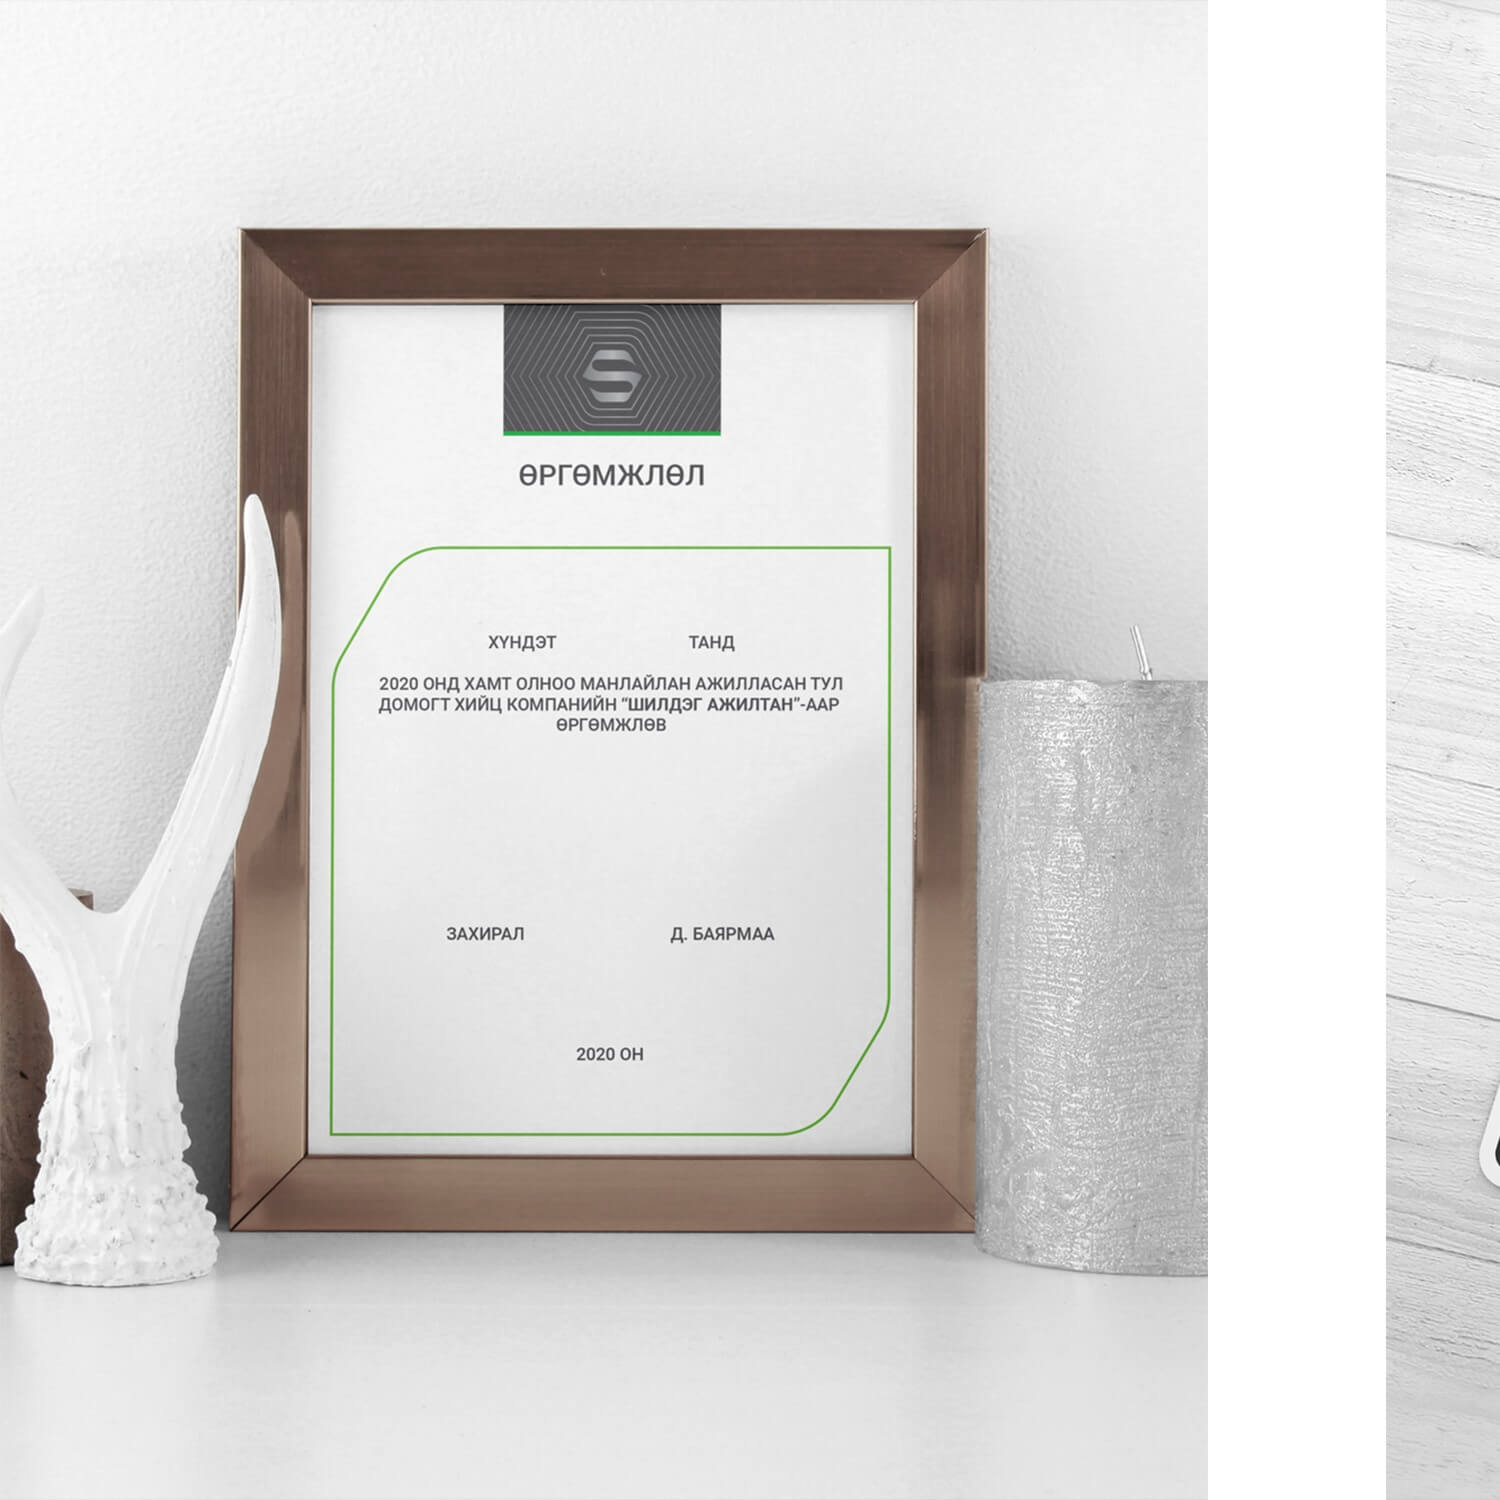 ӨРГӨМЖЛӨЛ
ХҮНДЭТ ТАНД
2020 ОНД ХАМТ ОЛНОО МАНЛАЙЛАН АЖИЛЛАСАН ТУЛ
ДОМОГТ ХИЙЦ КОМПАНИЙН “ШИЛДЭГ АЖИЛТАН”-ААР
ӨРГӨМЖЛӨВ
ЗАХИРАЛ Д. БАЯРМАА
2020 ОН